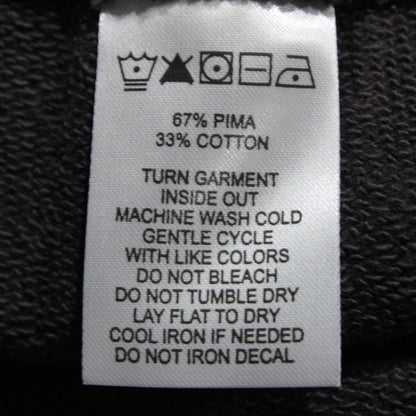 67% PIMA
33% COTTON
TURN GARMENT
INSIDE OUT
MACHINE WASH COLD
GENTLE CYCLE
WITH LIKE COLORS
DO NOT BLEACH
DO NOT TUMBLE DRY
LAY FLAT TO DRY
COOL IRON IF NEEDED
DO NOT IRON DECAL